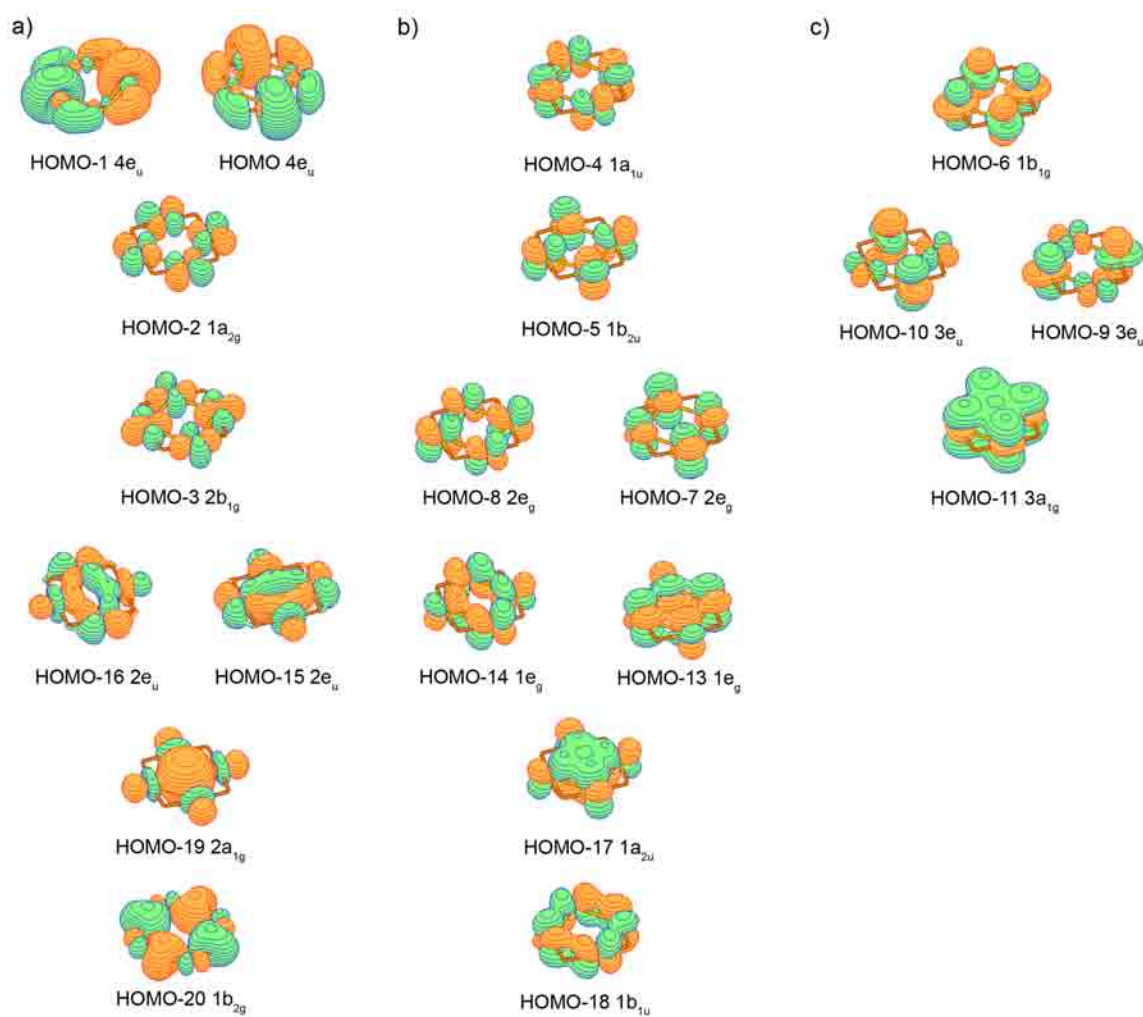 a)
b)
c)
HOMO-1 4eu
HOMO 4eu
HOMO-4 1a1u
HOMO-6 1b1g
HOMO-2 1a2g
HOMO-5 1b2u
HOMO-10 3eu
HOMO-9 3eu
HOMO-3 2b1g
HOMO-8 2eg
HOMO-7 2eg
HOMO-11 3a1g
HOMO-16 2eu
HOMO-15 2eu
HOMO-14 1eg
HOMO-13 1eg
HOMO-19 2a1g
HOMO-17 1a2u
HOMO-20 1b2g
HOMO-18 1b1u